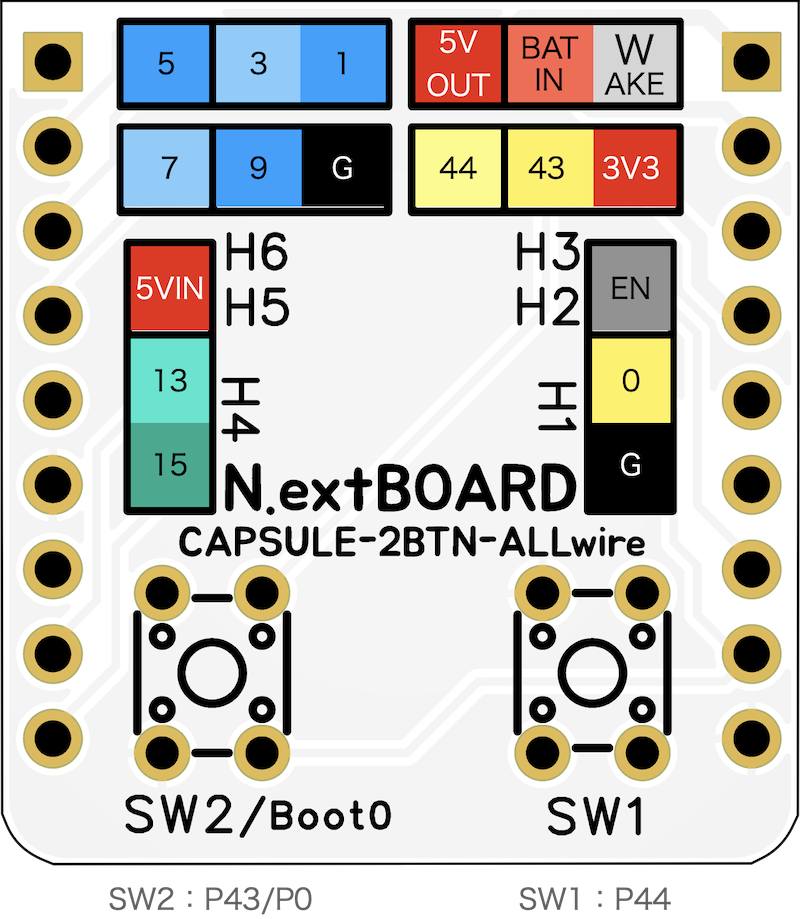 5 3 1 5V OUT BAT IN W AKE
7 9 G 44 43 3V3
H6 H3
5VIN H5 H2 EN
13 H4 H1 0
15 G
N.extBOARD
CAPSULE-2BTN-ALLwire
SW2/Boot0 SW1
SW2：P43/P0 SW1：P44